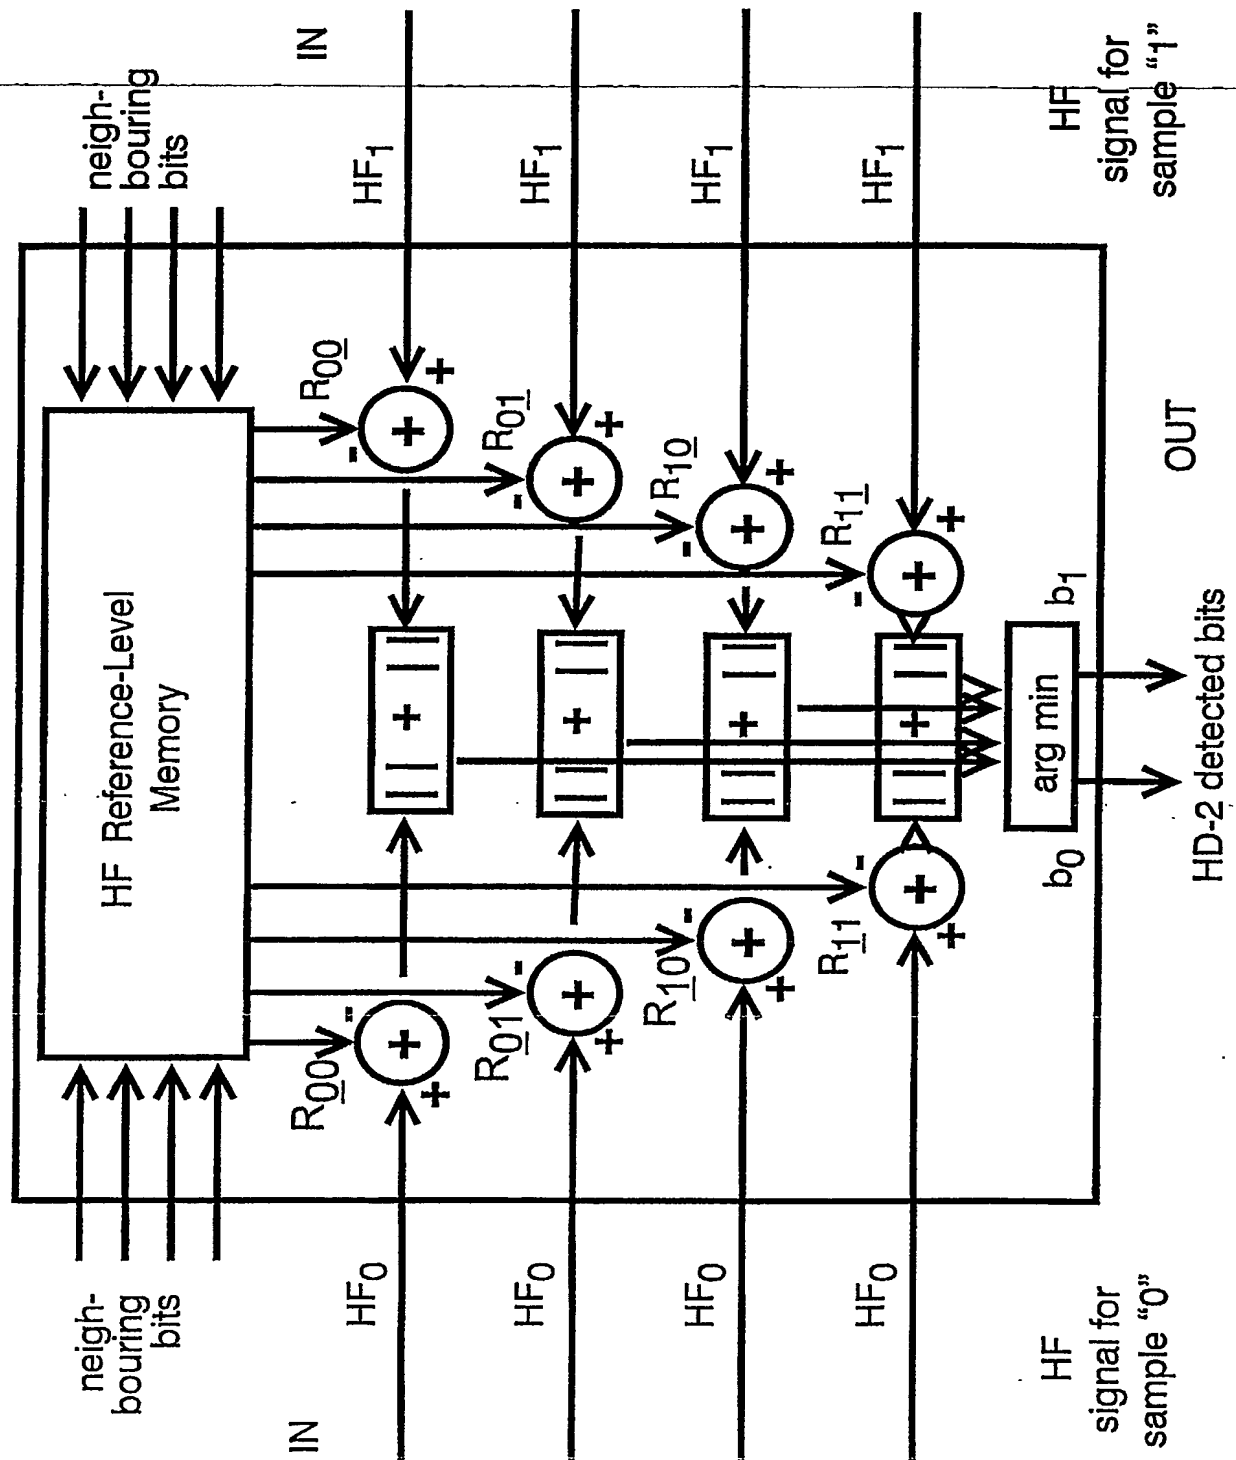 neigh-
bouring
bits
HF Reference-Level
Memory
neigh-
bouring
bits
IN
IN
R00
R00
HF0
- + +
|| + ||
- + +
HF1
R01
R01
HF0
- + +
|| + ||
- + +
HF1
R10
R10
HF0
- + +
|| + ||
- + +
HF1
R11
R11
HF0
- + +
|| + ||
- + +
HF1
arg min
b0
b1
HF
signal for
sample "0"
HD-2 detected bits
OUT
HF
signal for
sample "1"